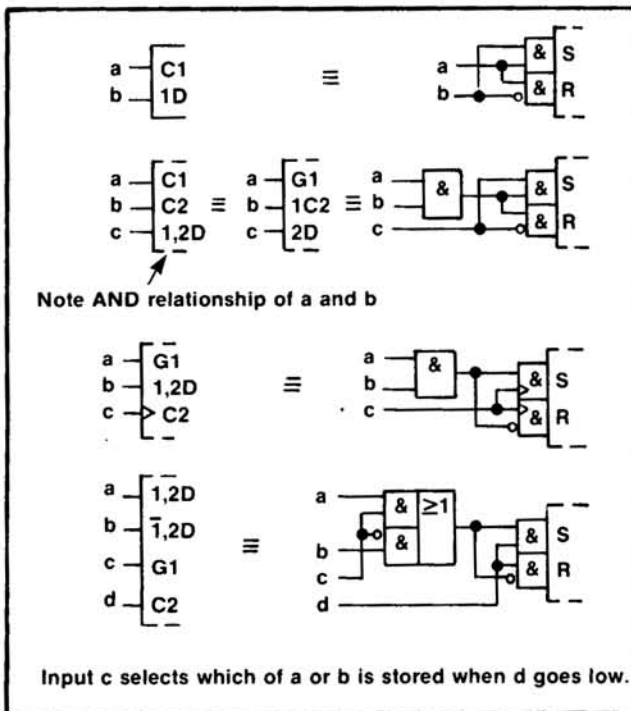 a C1 ≡ a & S
b 1D b & R
a C1 ≡ a G1 ≡ a & & S
b C2 b 1C2 b & R
c 1,2D c 2D c
Note AND relationship of a and b
a G1 ≡ a & & S
b 1,2D b & R
c C2 c
a 1,2D ≡ a & ≥1 & S
b 1̅,2D b & & R
c G1 c
d C2 d
Input c selects which of a or b is stored when d goes low.